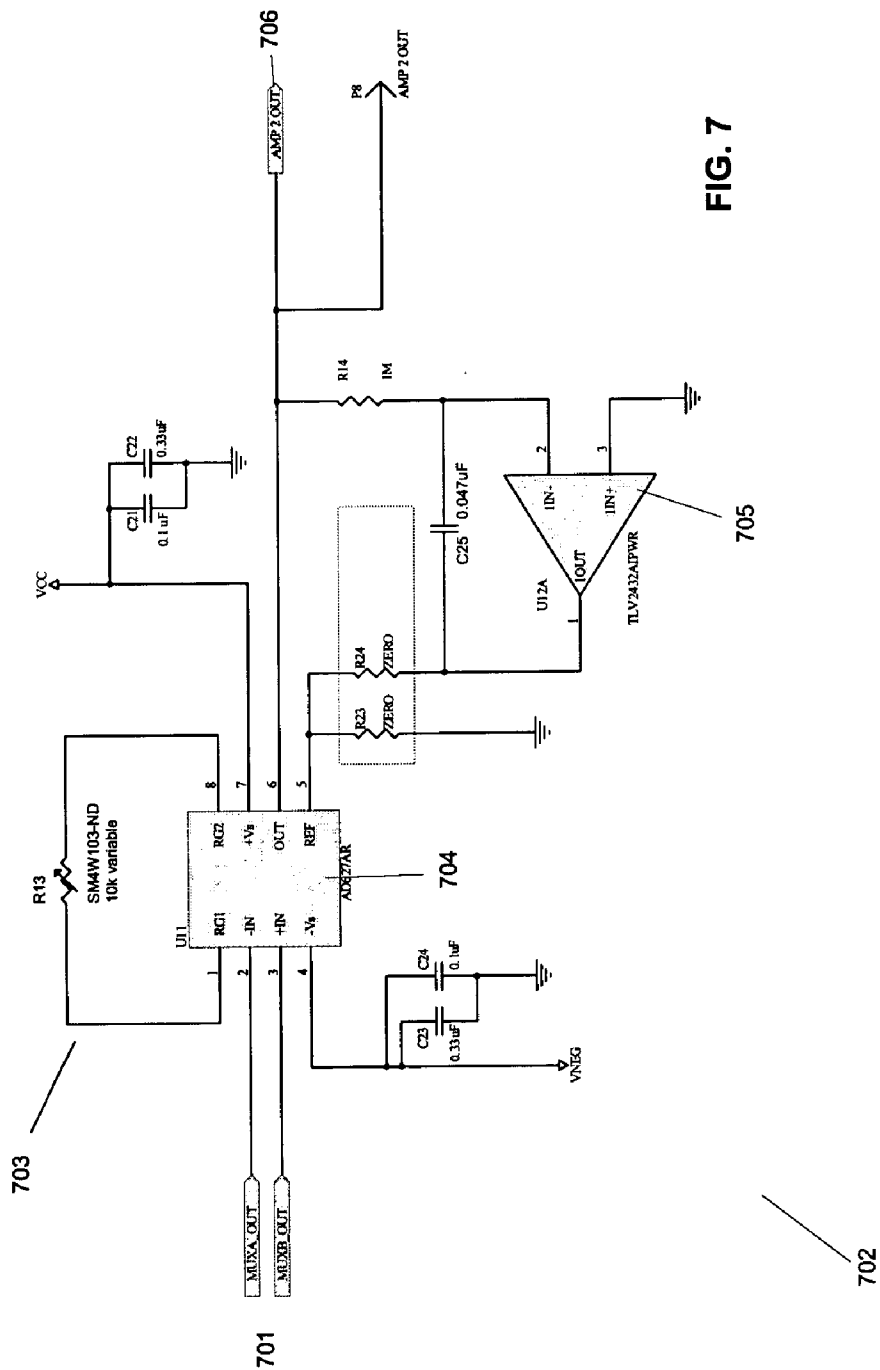 703
R13
SM4W103-ND
10k variable
VCC
C21
0.1uF
C22
0.33uF
701
MUXA_OUT
MUXB_OUT
1
2
3
4
U11
RG1
-IN
+IN
-Vs
RG2
+Vs
OUT
REF
AD627AR
8
7
6
5
704
706
AMP 2 OUT
P8
AMP 2 OUT
C23
0.33uF
C24
0.1uF
VNEG
R23
ZERO
R24
ZERO
R14
1M
C25
0.047uF
U12A
1
1OUT
1IN-
1IN+
2
3
TLV2432AIPWR
705
702
FIG. 7